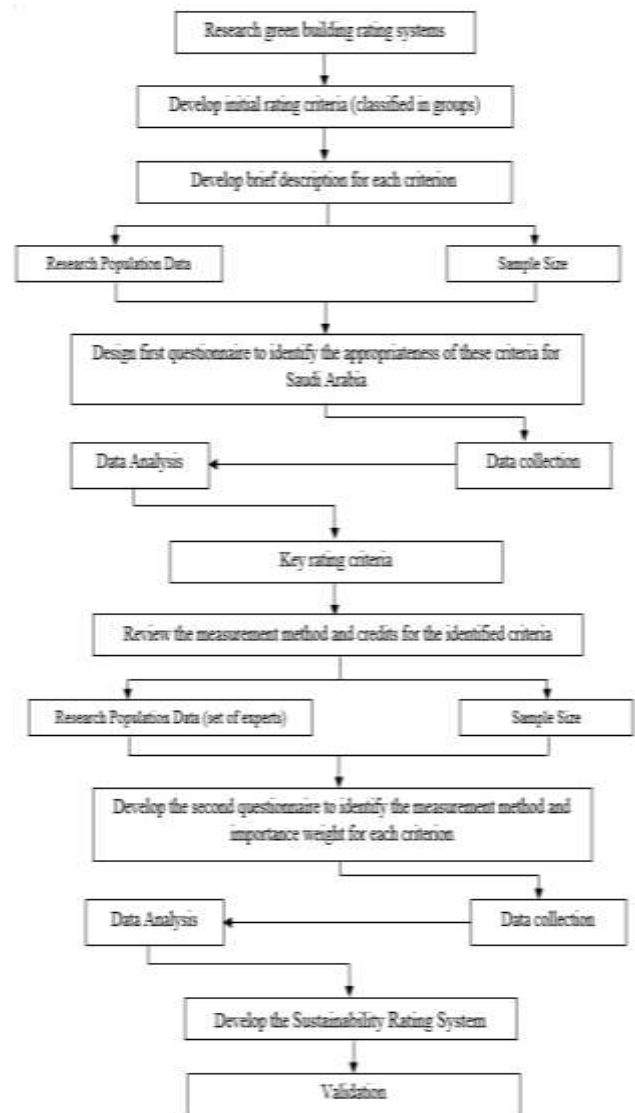 Research green building rating systems
Develop initial rating criteria (classified in groups)
Develop brief description for each criterion
Research Population Data
Sample Size
Design first questionnaire to identify the appropriateness of these criteria for
Saudi Arabia
Data Analysis
Data collection
Key rating criteria
Review the measurement method and credits for the identified criteria
Research Population Data (set of experts)
Sample Size
Develop the second questionnaire to identify the measurement method and
importance weight for each criterion
Data Analysis
Data collection
Develop the Sustainability Rating System
Validation